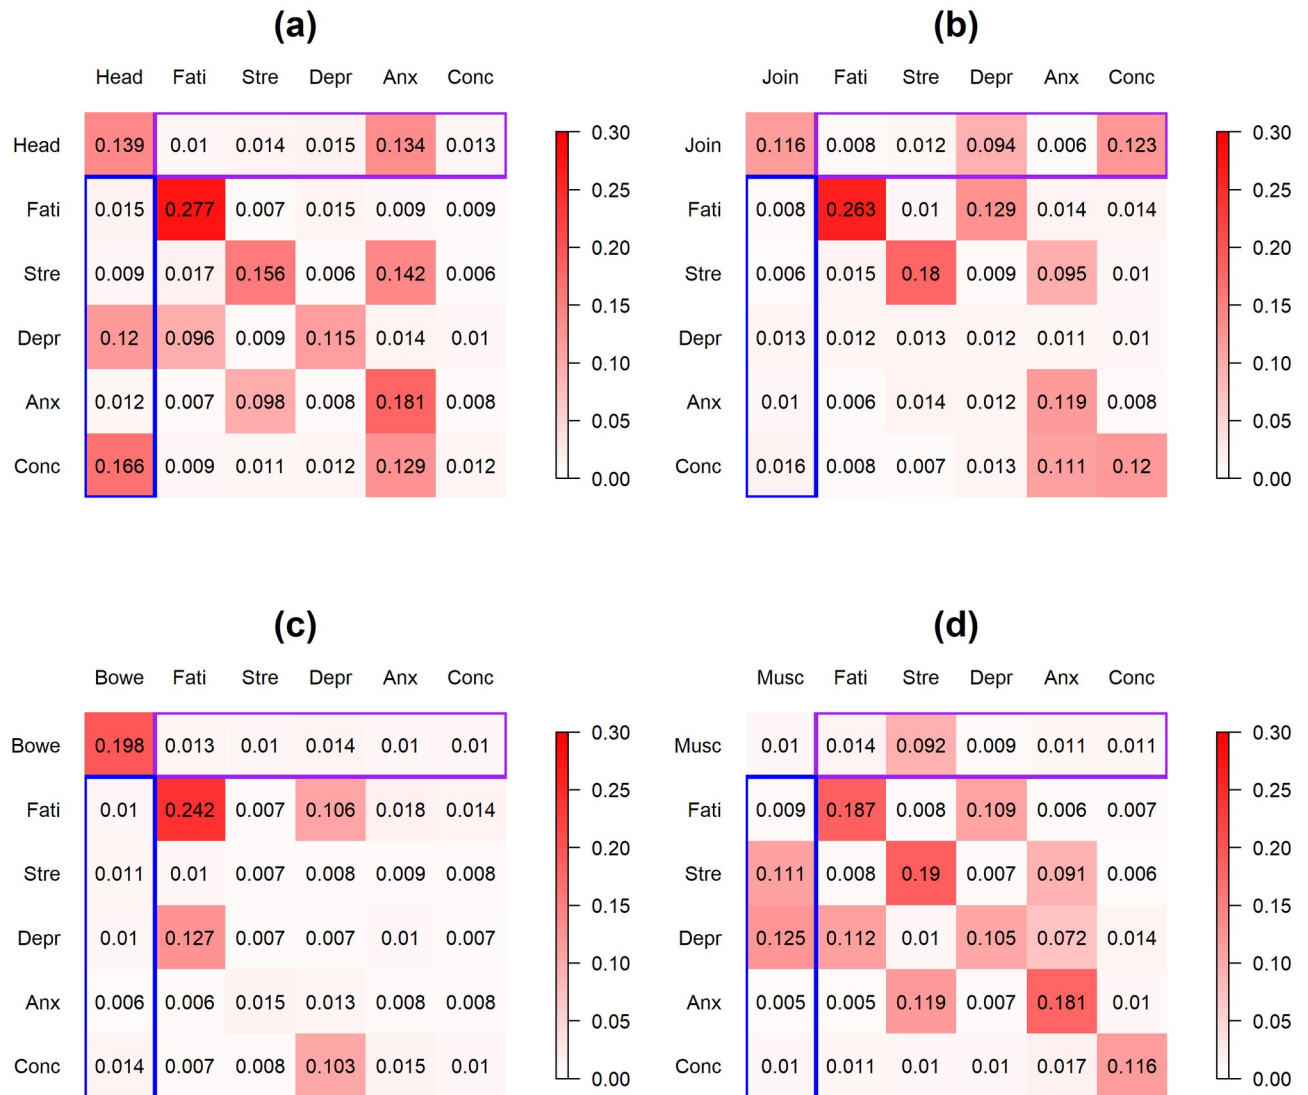 (a) (b)
Head Fati Stre Depr Anx Conc Join Fati Stre Depr Anx Conc
Head 0.139 0.01 0.014 0.015 0.134 0.013 0.30 Join 0.116 0.008 0.012 0.094 0.006 0.123 0.30
0.25 0.25
Fati 0.015 0.277 0.007 0.015 0.009 0.009 Fati 0.008 0.263 0.01 0.129 0.014 0.014
0.20 0.20
Stre 0.009 0.017 0.156 0.006 0.142 0.006 Stre 0.006 0.015 0.18 0.009 0.095 0.01
0.15 0.15
Depr 0.12 0.096 0.009 0.115 0.014 0.01 Depr 0.013 0.012 0.013 0.012 0.011 0.01
0.10 0.10
Anx 0.012 0.007 0.098 0.008 0.181 0.008 Anx 0.01 0.006 0.014 0.012 0.119 0.008
0.05 0.05
Conc 0.166 0.009 0.011 0.012 0.129 0.012 Conc 0.016 0.008 0.007 0.013 0.111 0.12
0.00 0.00
(c) (d)
Bowe Fati Stre Depr Anx Conc Musc Fati Stre Depr Anx Conc
Bowe 0.198 0.013 0.01 0.014 0.01 0.01 0.30 Musc 0.01 0.014 0.092 0.009 0.011 0.011 0.30
0.25 0.25
Fati 0.01 0.242 0.007 0.106 0.018 0.014 Fati 0.009 0.187 0.008 0.109 0.006 0.007
0.20 0.20
Stre 0.011 0.01 0.007 0.008 0.009 0.008 Stre 0.111 0.008 0.19 0.007 0.091 0.006
0.15 0.15
Depr 0.01 0.127 0.007 0.007 0.01 0.007 Depr 0.125 0.112 0.01 0.105 0.072 0.014
0.10 0.10
Anx 0.006 0.006 0.015 0.013 0.008 0.008 Anx 0.005 0.005 0.119 0.007 0.181 0.01
0.05 0.05
Conc 0.014 0.007 0.008 0.103 0.015 0.01 Conc 0.01 0.011 0.01 0.01 0.017 0.116
0.00 0.00